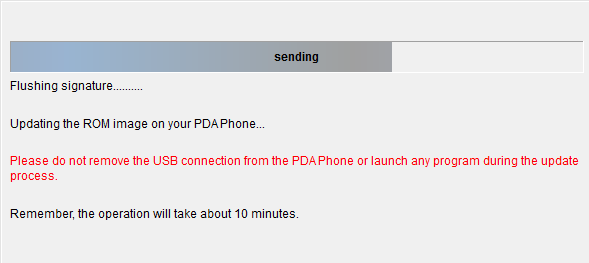 sending
Flushing signature..........
Updating the ROM image on your PDAPhone...
Please do not remove the USB connection from the PDAPhone or launch any program during the update
process.
Remember, the operation will take about 10 minutes.